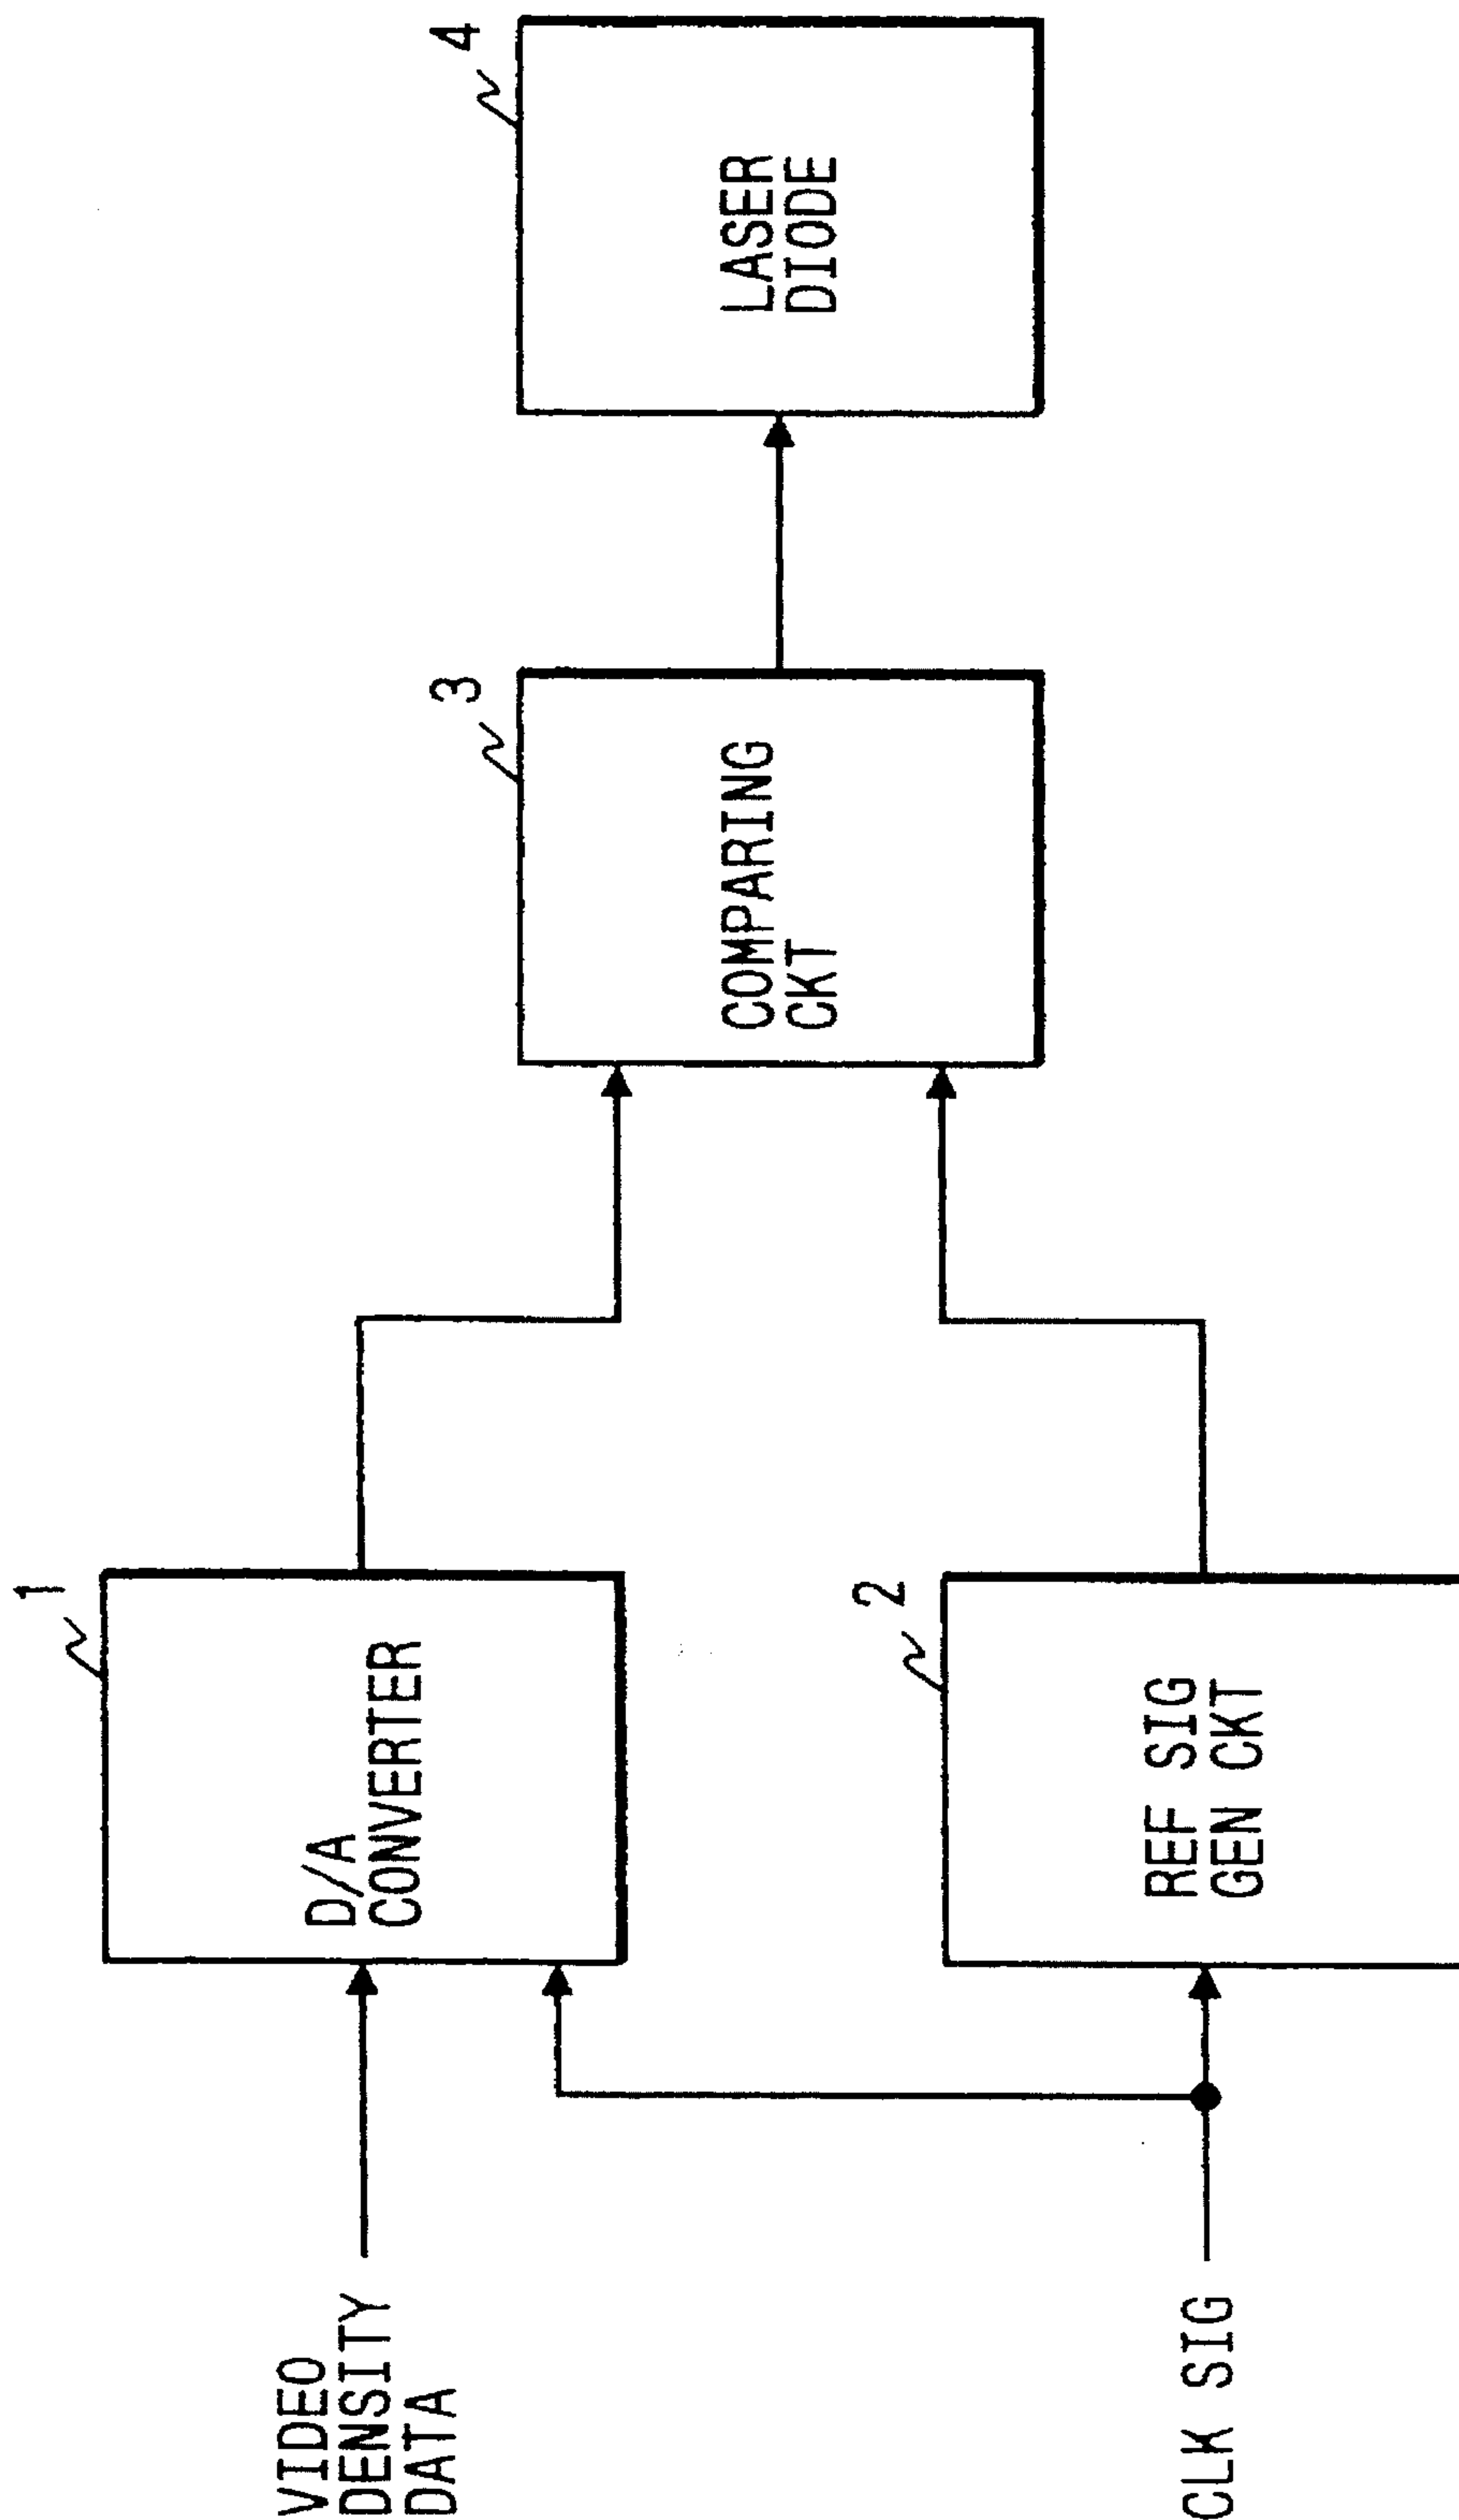 VIDEO
DENSITY
DATA
1
D/A
CONVERTER
CLK SIG
2
REF SIG
GEN CKT
3
COMPARING
CKT
4
LASER
DIODE